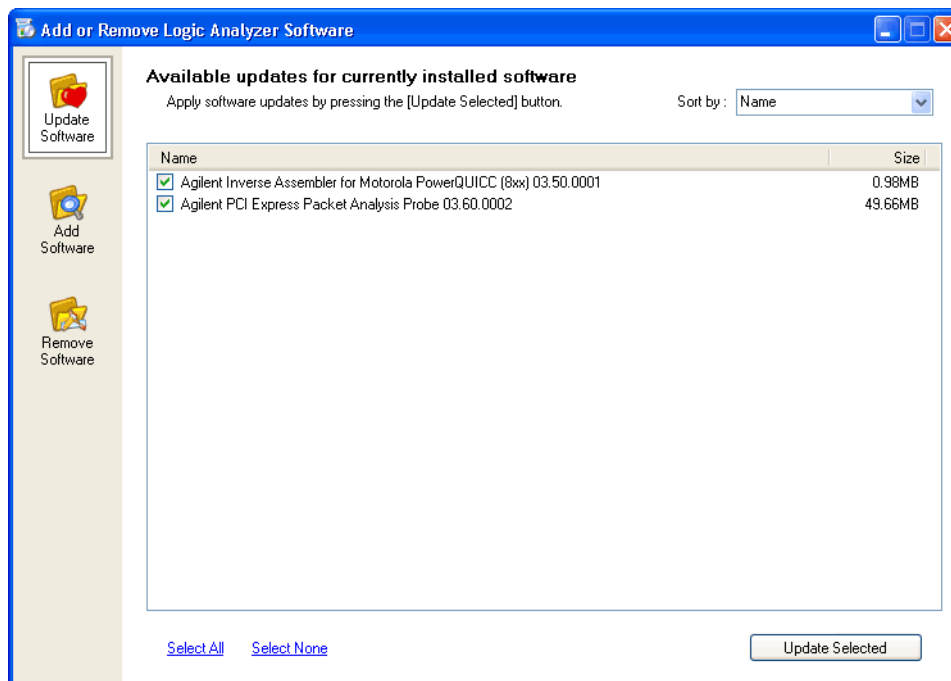 Add or Remove Logic Analyzer Software
Update
Software
Add
Software
Remove
Software
Available updates for currently installed software
Apply software updates by pressing the [Update Selected] button.
Sort by : Name
Name Size
Agilent Inverse Assembler for Motorola PowerQUICC (8xx) 03.50.0001 0.98MB
Agilent PCI Express Packet Analysis Probe 03.60.0002 49.66MB
Select All Select None Update Selected